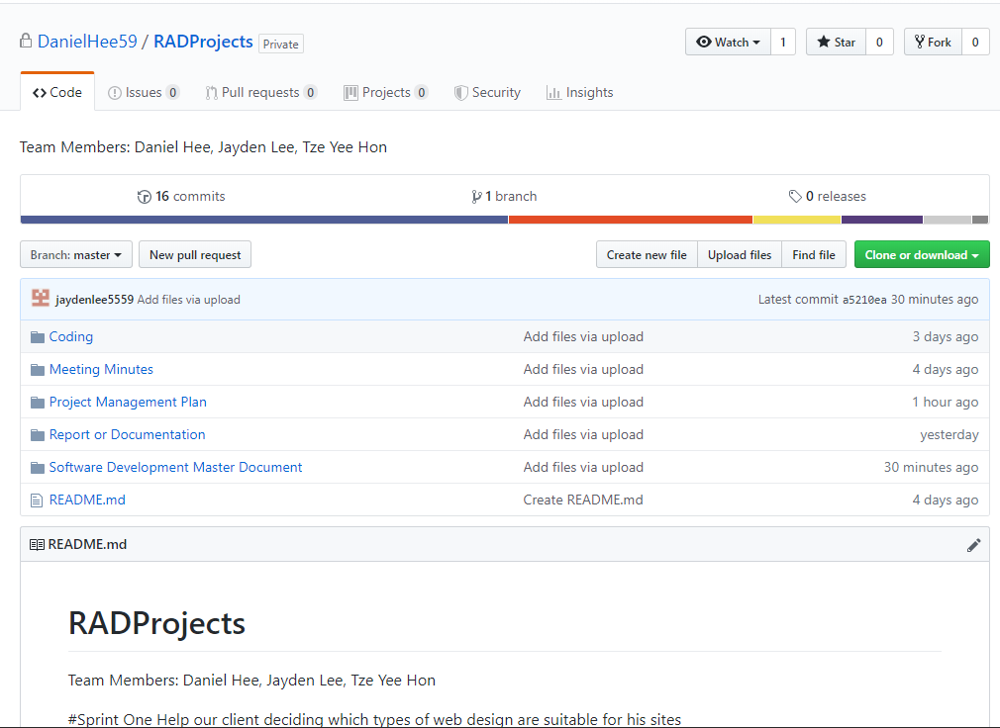 DanielHee59 / RADProjects Private
Watch 1 Star 0 Fork 0
Code Issues 0 Pull requests 0 Projects 0 Security Insights
Team Members: Daniel Hee, Jayden Lee, Tze Yee Hon
16 commits 1 branch 0 releases
Branch: master New pull request Create new file Upload files Find file Clone or download
jaydenlee5559 Add files via upload Latest commit a5210ea 30 minutes ago
Coding Add files via upload 3 days ago
Meeting Minutes Add files via upload 4 days ago
Project Management Plan Add files via upload 1 hour ago
Report or Documentation Add files via upload yesterday
Software Development Master Document Add files via upload 30 minutes ago
README.md Create README.md 4 days ago
README.md
RADProjects
Team Members: Daniel Hee, Jayden Lee, Tze Yee Hon
#Sprint One Help our client deciding which types of web design are suitable for his sites